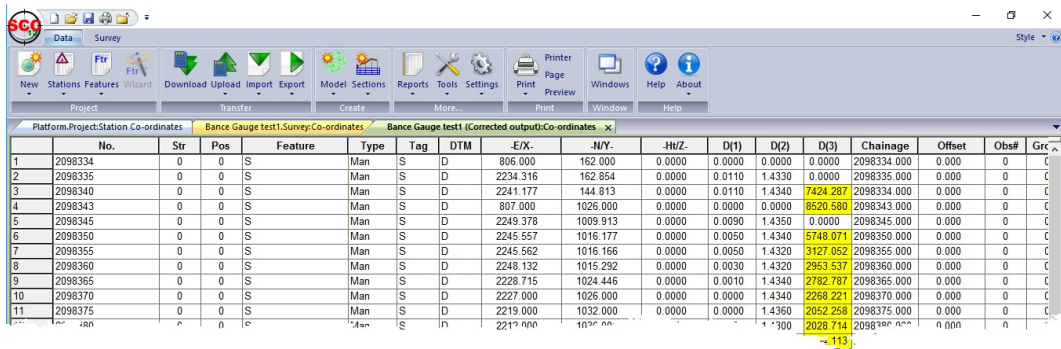 SCC
Data Survey Style
New Stations Features Wizard Download Upload Import Export Model Sections Reports Tools Settings Print Printer Page Preview Windows Help About
Project Transfer Create More... Print Window Help
Platform.Project:Station Co-ordinates Bance Gauge test1.Survey:Co-ordinates Bance Gauge test1 (Corrected output):Co-ordinates x
No. Str Pos Feature Type Tag DTM -E/X- -N/Y- -Ht/Z- D(1) D(2) D(3) Chainage Offset Obs#
1 2098334 0 0 S Man S D 806.000 162.000 0.0000 0.0000 0.0000 0.0000 2098334.000 0.000 0
2 2098335 0 0 S Man S D 2234.316 162.854 0.0000 0.0110 1.4330 0.0000 2098335.000 0.000 0
3 2098340 0 0 S Man S D 2241.177 144.813 0.0000 0.0110 1.4340 7424.287 2098334.000 0.000 0
4 2098343 0 0 S Man S D 807.000 1026.000 0.0000 0.0000 0.0000 8520.580 2098343.000 0.000 0
5 2098345 0 0 S Man S D 2249.378 1009.913 0.0000 0.0090 1.4350 0.0000 2098345.000 0.000 0
6 2098350 0 0 S Man S D 2245.557 1016.177 0.0000 0.0050 1.4340 5748.071 2098350.000 0.000 0
7 2098355 0 0 S Man S D 2245.562 1016.166 0.0000 0.0050 1.4320 3127.052 2098355.000 0.000 0
8 2098360 0 0 S Man S D 2248.132 1015.292 0.0000 0.0030 1.4320 2953.537 2098360.000 0.000 0
9 2098365 0 0 S Man S D 2228.715 1024.446 0.0000 0.0010 1.4340 2782.787 2098365.000 0.000 0
10 2098370 0 0 S Man S D 2227.000 1026.000 0.0000 0.0000 1.4340 2268.221 2098370.000 0.000 0
11 2098375 0 0 S Man S D 2219.000 1032.000 0.0000 0.0000 1.4360 2052.258 2098375.000 0.000 0
0 S S D 2028.714 0.000 0